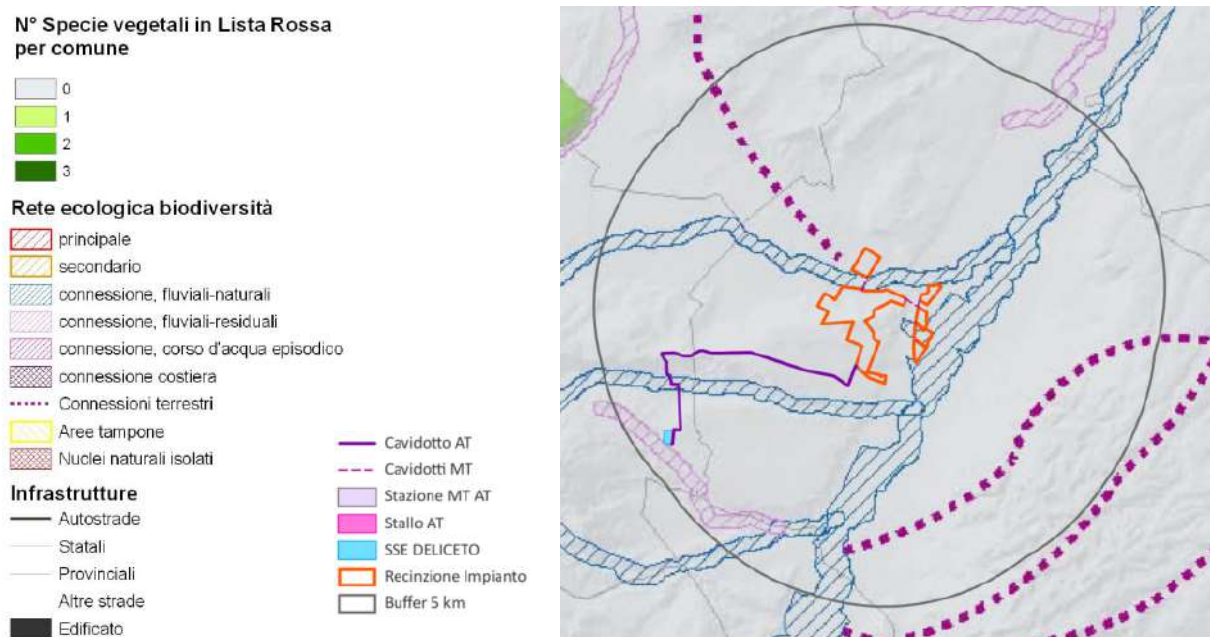 N° Specie vegetali in Lista Rossa
per comune
0
1
2
3
Rete ecologica biodiversità
principale
secondario
connessione, fluviali-naturali
connessione, fluviali-residuali
connessione, corso d'acqua episodico
connessione costiera
Connessioni terrestri
Aree tampone
Nuclei naturali isolati
Infrastrutture
Autostrade
Statali
Provinciali
Altre strade
Edificato
Cavidotto AT
Cavidotti MT
Stazione MT AT
Stallo AT
SSE DELICETO
Recinzione Impianto
Buffer 5 km